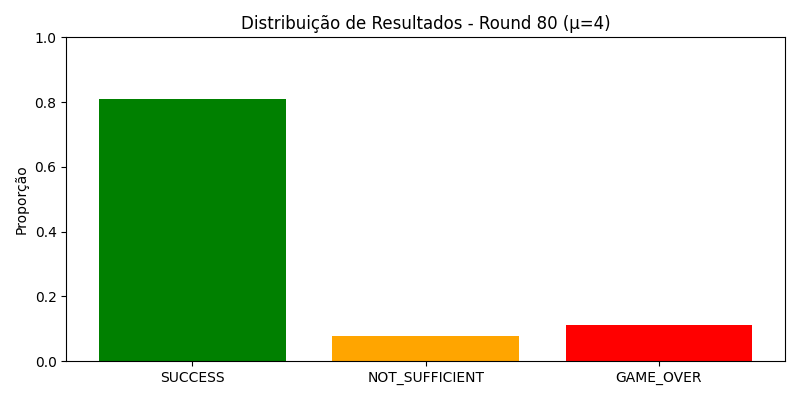 Distribuição de Resultados - Round 80 (μ=4)
Proporção
1.0
0.8
0.6
0.4
0.2
0.0
SUCCESS NOT_SUFFICIENT GAME_OVER